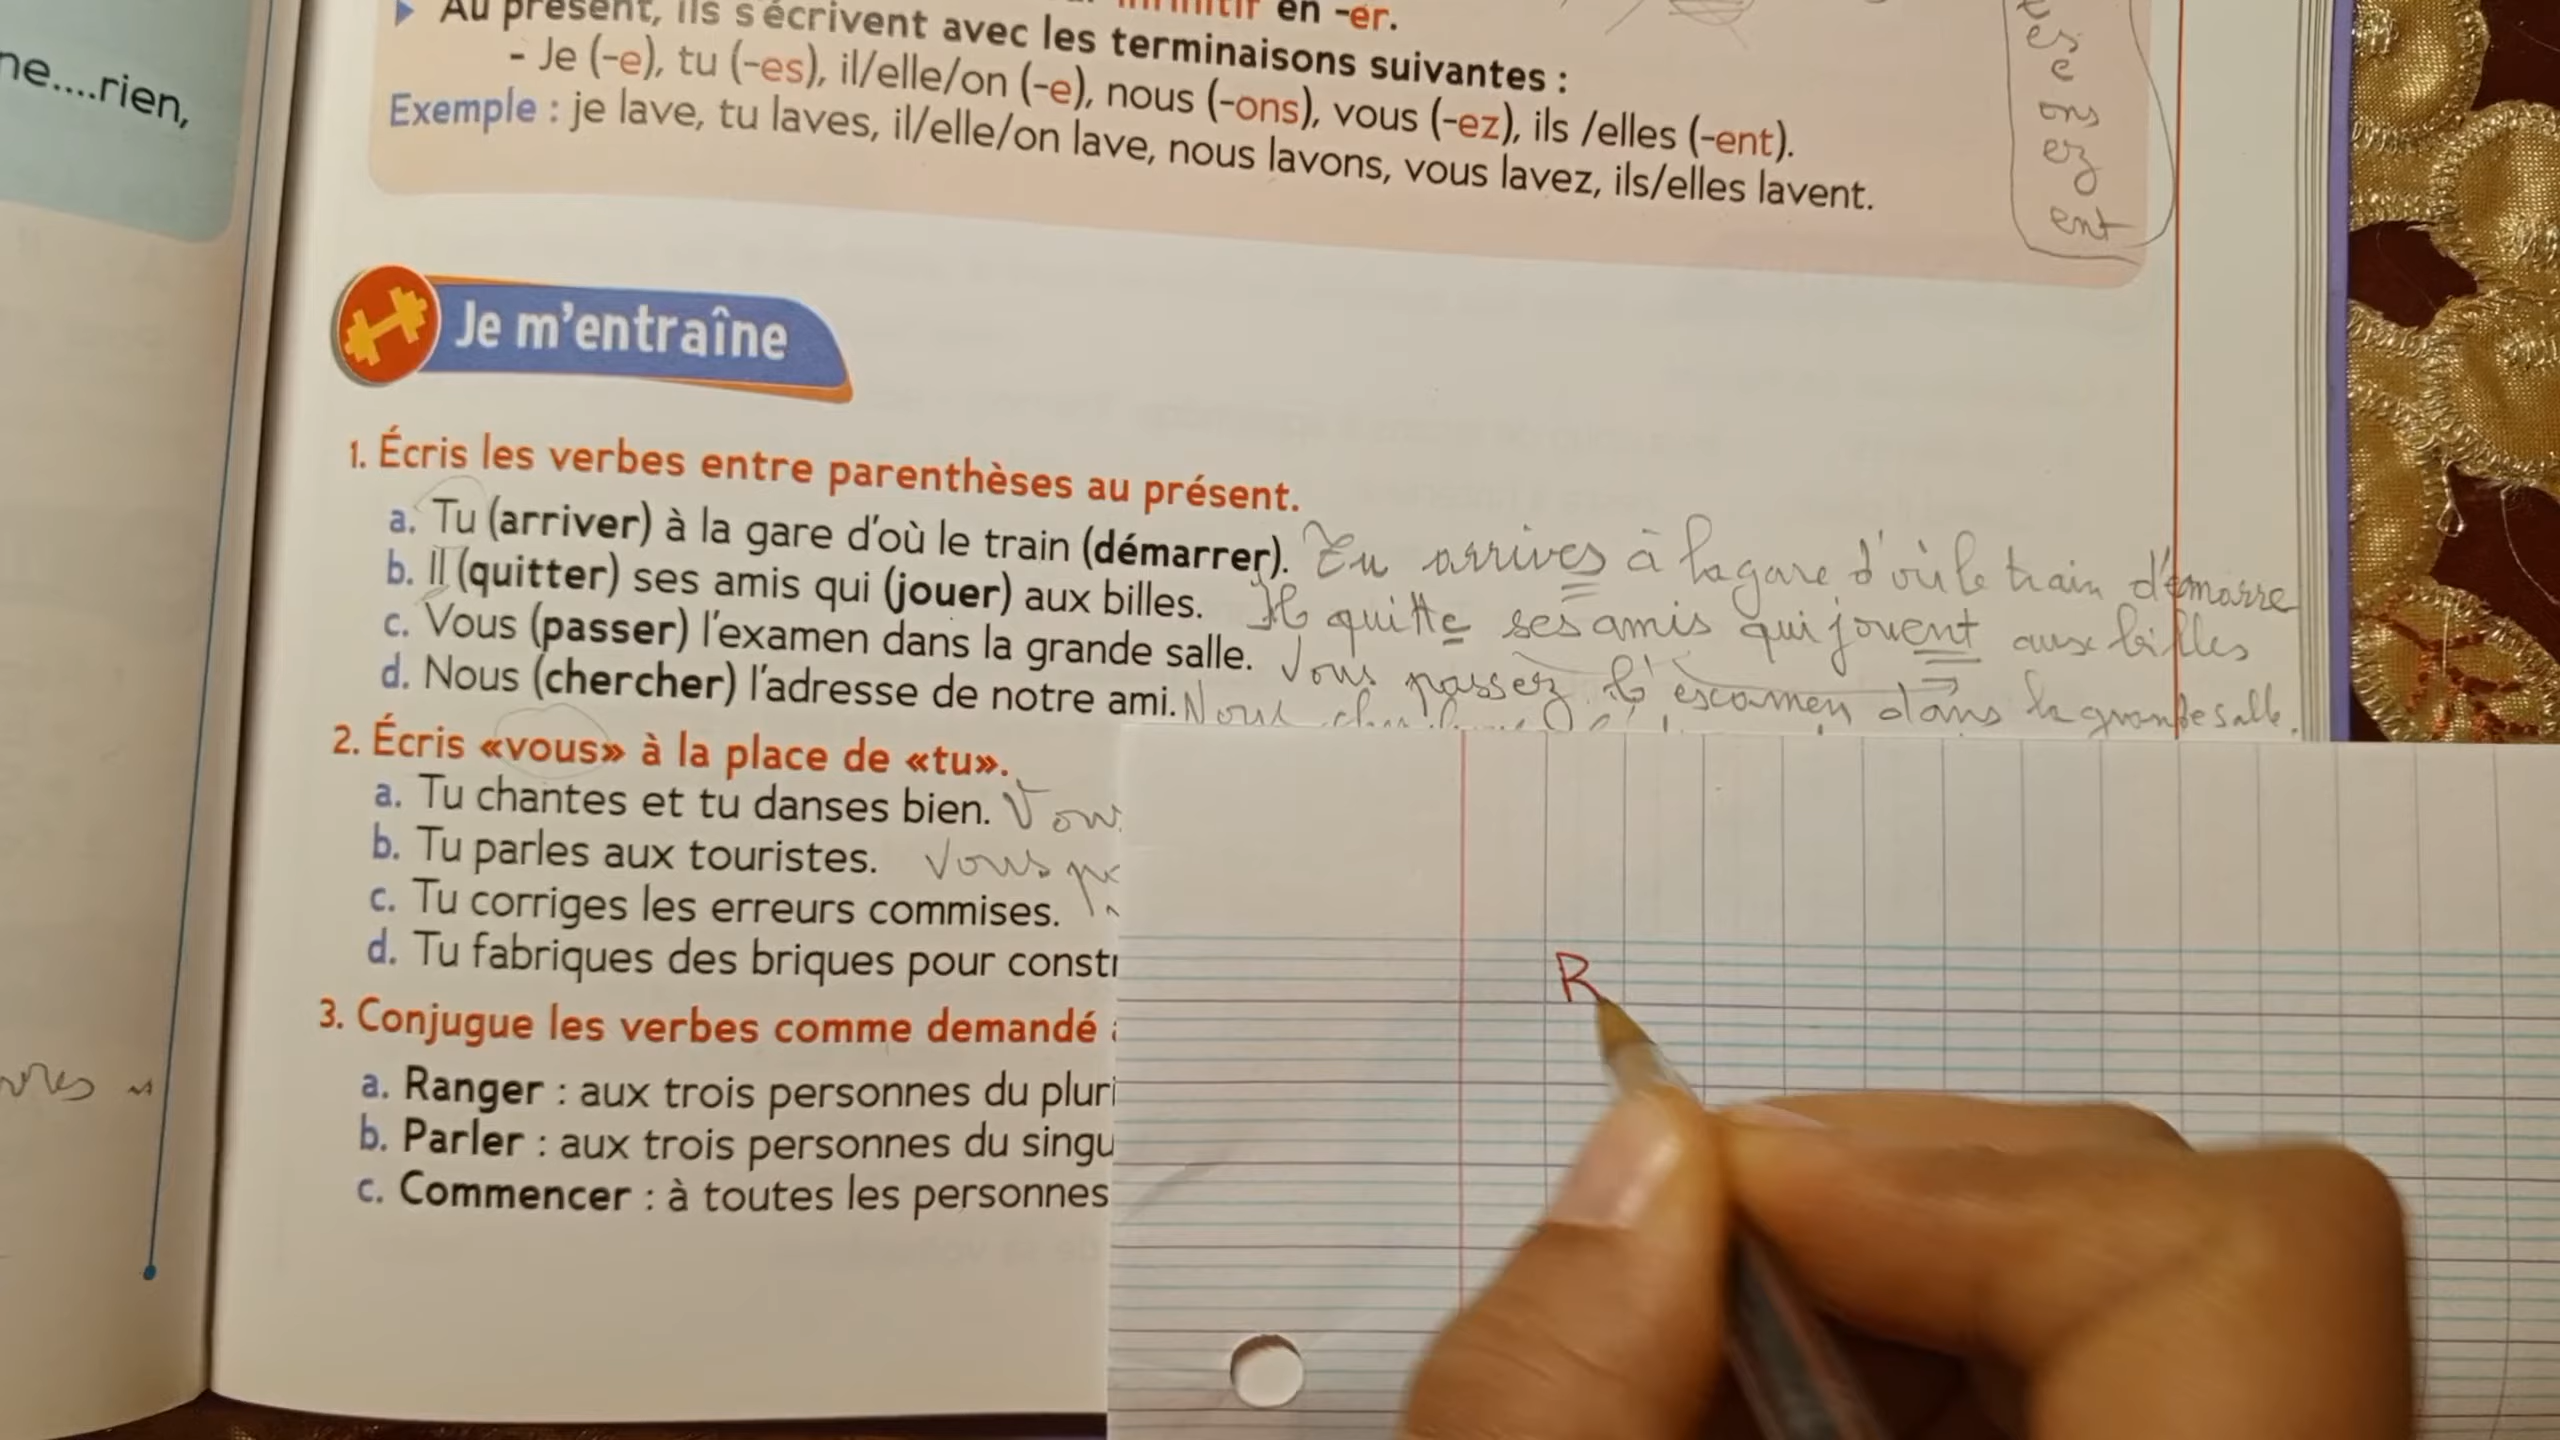 ne....rien,
Au présent, ils s'écrivent avec les terminaisons suivantes :
en -er.
- Je (-e), tu (-es), il/elle/on (-e), nous (-ons), vous (-ez), ils /elles (-ent).
Exemple : je lave, tu laves, il/elle/on lave, nous lavons, vous lavez, ils/elles lavent.
es
e
ons
ez
ent
Je m'entraîne
1. Écris les verbes entre parenthèses au présent.
a. Tu (arriver) à la gare d'où le train (démarrer). Tu arrives à la gare d'où le train démarre
b. Il (quitter) ses amis qui (jouer) aux billes. Il quitte ses amis qui jouent aux billes
c. Vous (passer) l'examen dans la grande salle. Vous passez l'examen dans la grande salle.
d. Nous (chercher) l'adresse de notre ami. Nous
2. Écris «vous» à la place de «tu».
a. Tu chantes et tu danses bien. Vous
b. Tu parles aux touristes. Vous
c. Tu corriges les erreurs commises.
d. Tu fabriques des briques pour constr
3. Conjugue les verbes comme demandé
a. Ranger : aux trois personnes du pluri
b. Parler : aux trois personnes du singu
c. Commencer : à toutes les personnes
R